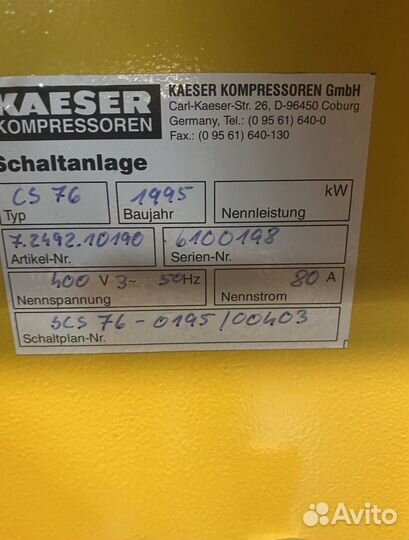 KAESER
KOMPRESSOREN
KAESER KOMPRESSOREN GmbH
Carl-Kaeser-Str. 26, D-96450 Coburg
Germany, Tel.: (0 95 61) 640-0
Fax.: (0 95 61) 640-130
Schaltanlage
CS 76 1995 kW
Typ Baujahr Nennleistung
7.2492.10190 6100198
Artikel-Nr. Serien-Nr.
400 V 3~ 50Hz 80 A
Nennspannung Nennstrom
SCS 76-0195/00403
Schaltplan-Nr.
Avito